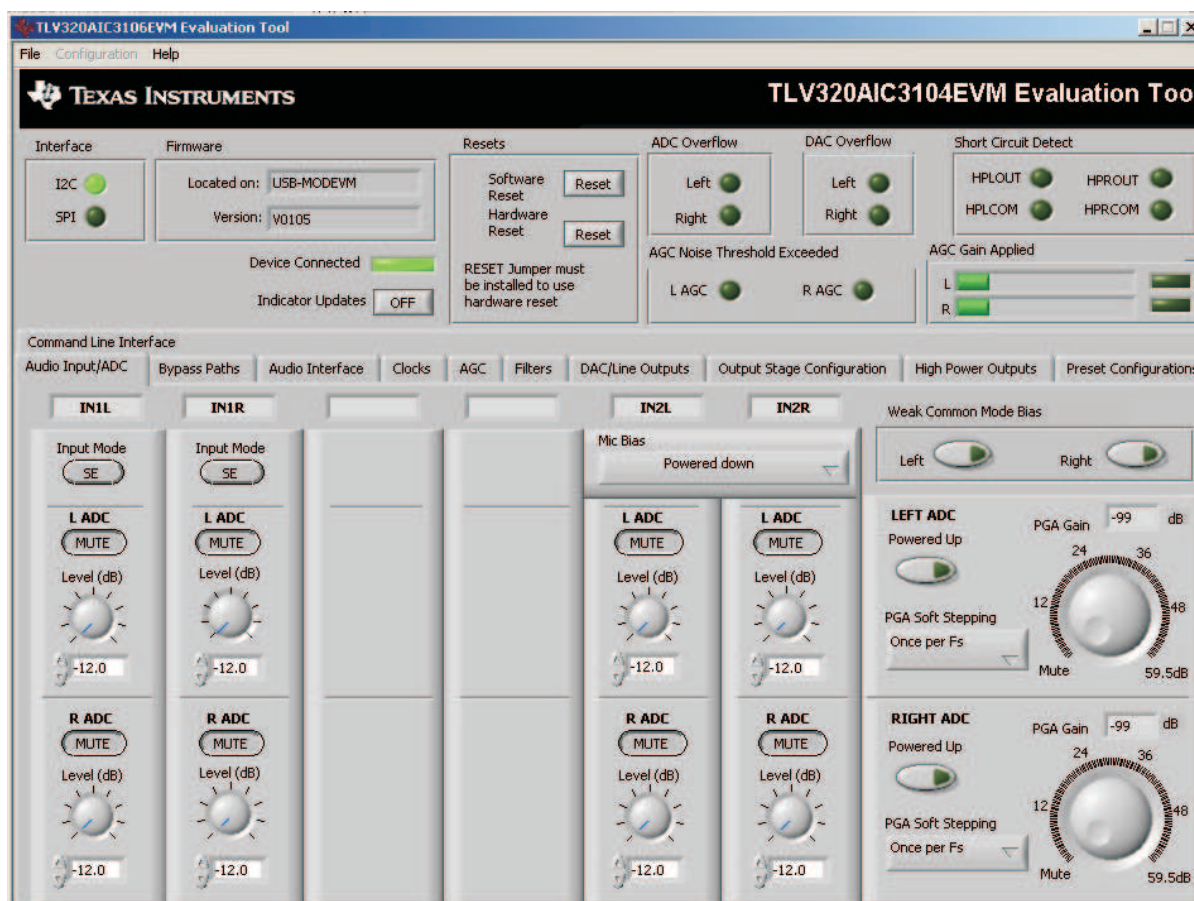 TLV320AIC3106EVM Evaluation Tool
File Configuration Help
TEXAS INSTRUMENTS
TLV320AIC3104EVM Evaluation Too
Interface
I2C
SPI
Firmware
Located on: USB-MODEVM
Version: V0105
Device Connected
Indicator Updates OFF
Resets
Software
Reset
Reset
Hardware
Reset
Reset
RESET Jumper must
be installed to use
hardware reset
ADC Overflow
Left
Right
DAC Overflow
Left
Right
Short Circuit Detect
HPLOUT HPROUT
HPLCOM HPRCOM
AGC Noise Threshold Exceeded
L AGC R AGC
AGC Gain Applied
L
R
Command Line Interface
Audio Input/ADC Bypass Paths Audio Interface Clocks AGC Filters DAC/Line Outputs Output Stage Configuration High Power Outputs Preset Configurations
IN1L IN1R IN2L IN2R
Input Mode
SE
Input Mode
SE
Mic Bias
Powered down
L ADC
MUTE
Level (dB)
-12.0
L ADC
MUTE
Level (dB)
-12.0
L ADC
MUTE
Level (dB)
-12.0
L ADC
MUTE
Level (dB)
-12.0
R ADC
MUTE
Level (dB)
-12.0
R ADC
MUTE
Level (dB)
-12.0
R ADC
MUTE
Level (dB)
-12.0
R ADC
MUTE
Level (dB)
-12.0
Weak Common Mode Bias
Left Right
LEFT ADC
Powered Up
PGA Soft Stepping
Once per Fs
PGA Gain -99 dB
24 36
12 48
Mute 59.5dB
RIGHT ADC
Powered Up
PGA Soft Stepping
Once per Fs
PGA Gain -99 dB
24 36
12 48
Mute 59.5dB